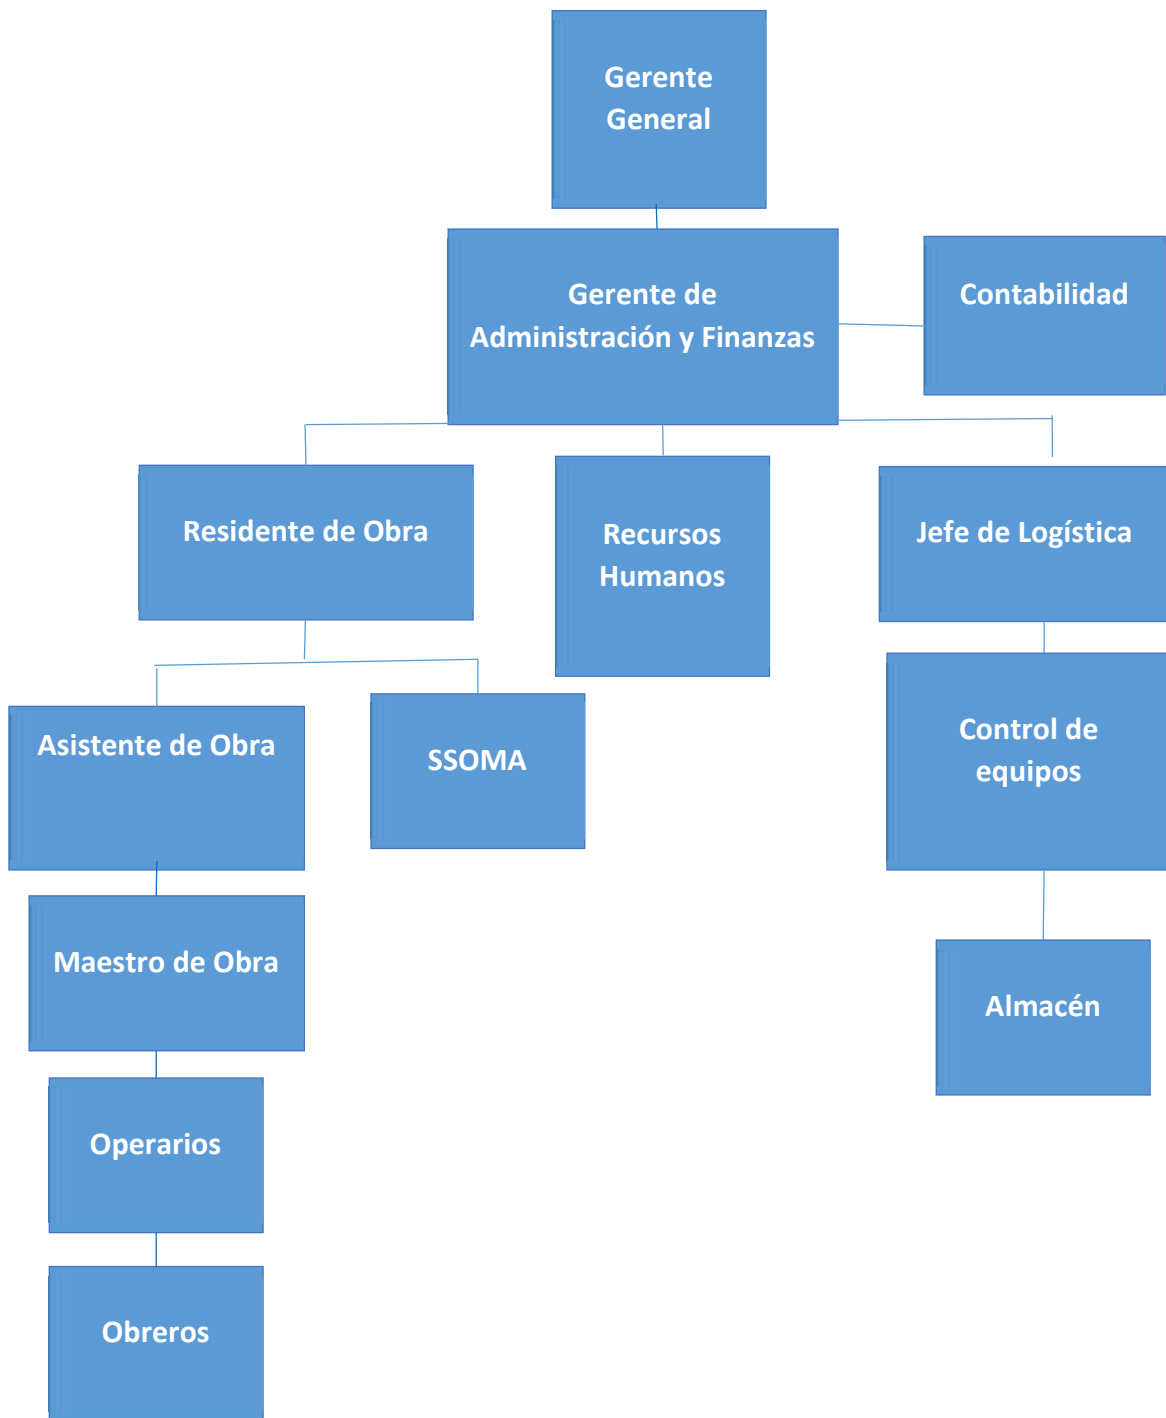 Gerente
General
Gerente de
Administración y Finanzas
Contabilidad
Residente de Obra
Recursos
Humanos
Jefe de Logística
Asistente de Obra
SSOMA
Control de
equipos
Maestro de Obra
Almacén
Operarios
Obreros